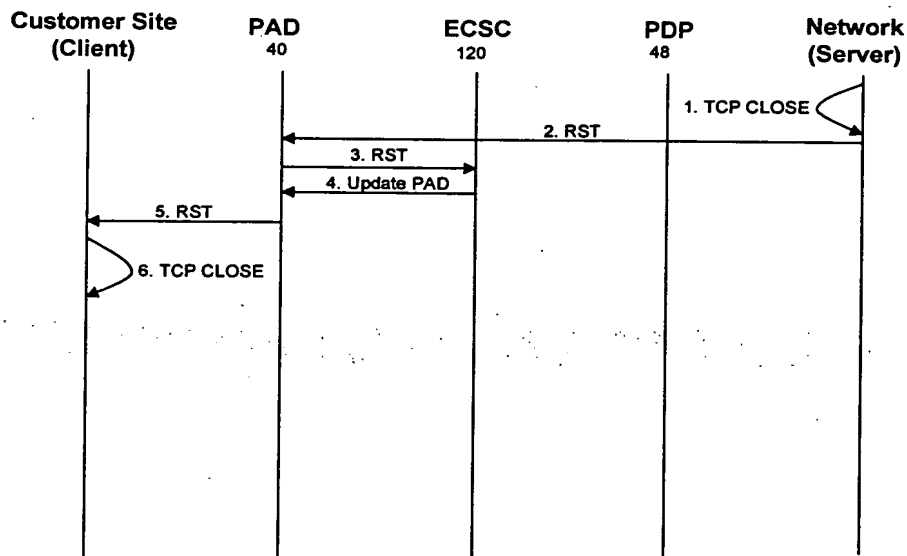 Customer Site
(Client)
PAD
40
ECSC
120
PDP
48
Network
(Server)
1. TCP CLOSE
2. RST
3. RST
4. Update PAD
5. RST
6. TCP CLOSE